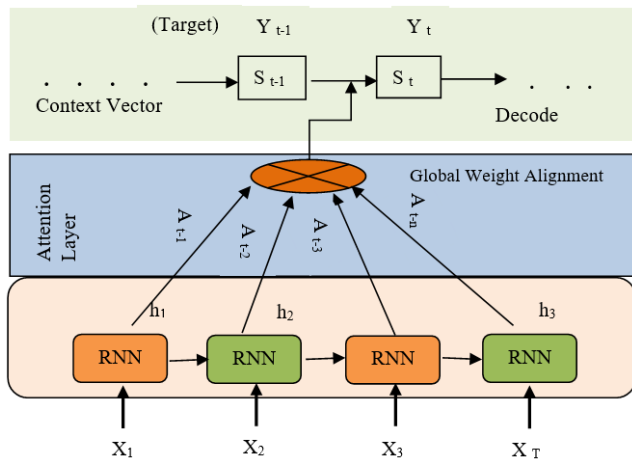 (Target) Y t-1 Y t
. . . . S t-1 S t . . .
Context Vector Decode
Global Weight Alignment
Attention
Layer
A t-1
A t-2
A t-3
A t-n
h1 h2 h3
RNN RNN RNN RNN
X1 X2 X3 X T